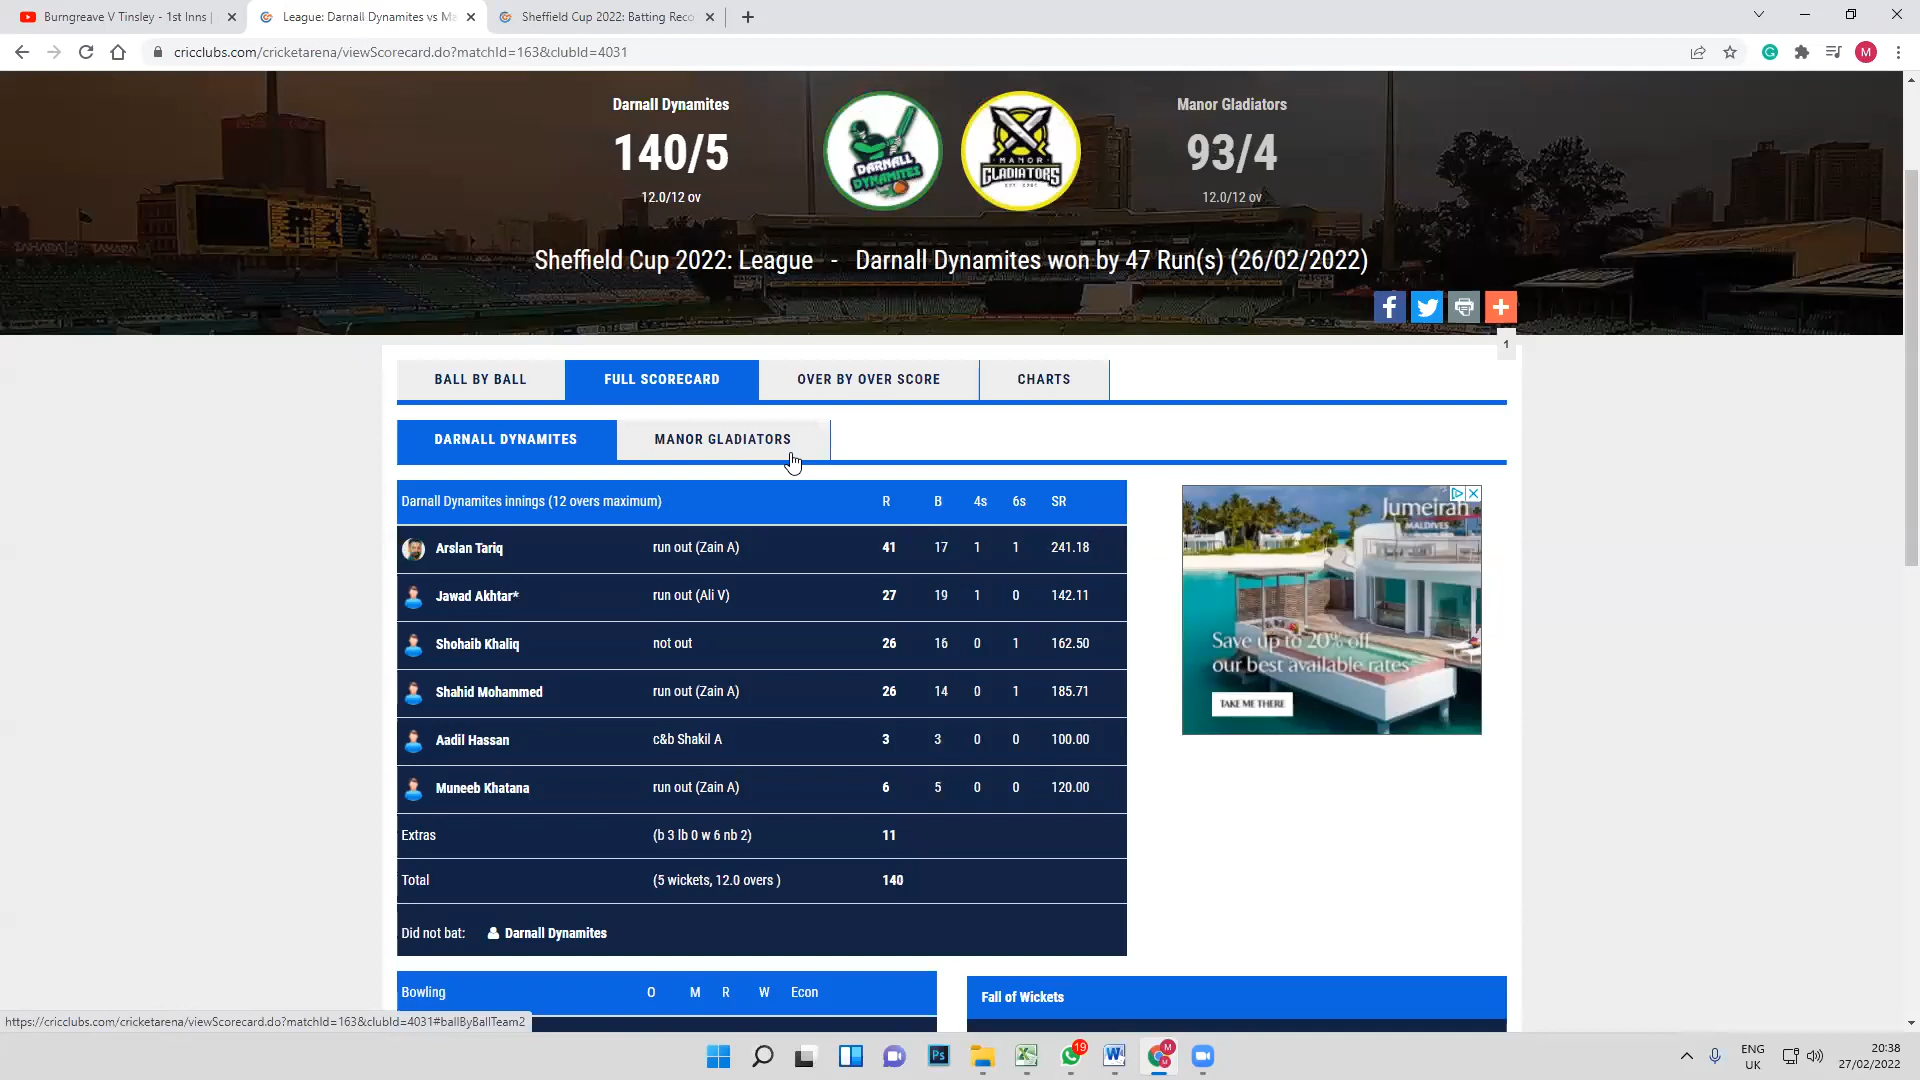 Burngreave V Tinsley - 1st Inns |
League: Darnall Dynamites vs Ma
Sheffield Cup 2022: Batting Reco
cricclubs.com/cricketarena/viewScorecard.do?matchId=163&clubId=4031
M
Darnall Dynamites
140/5
12.0/12 ov
DARNALL
DYNAMITES
MANOR
GLADIATORS
Manor Gladiators
93/4
12.0/12 ov
SAHARA
Sheffield Cup 2022: League - Darnall Dynamites won by 47 Run(s) (26/02/2022)
1
BALL BY BALL FULL SCORECARD OVER BY OVER SCORE CHARTS
DARNALL DYNAMITES MANOR GLADIATORS
Darnall Dynamites innings (12 overs maximum) R B 4s 6s SR
Arslan Tariq run out (Zain A) 41 17 1 1 241.18
Jawad Akhtar* run out (Ali V) 27 19 1 0 142.11
Shohaib Khaliq not out 26 16 0 1 162.50
Shahid Mohammed run out (Zain A) 26 14 0 1 185.71
Aadil Hassan c&b Shakil A 3 3 0 0 100.00
Muneeb Khatana run out (Zain A) 6 5 0 0 120.00
Extras (b 3 lb 0 w 6 nb 2) 11
Total (5 wickets, 12.0 overs ) 140
Did not bat: Darnall Dynamites
Jumeirah
MALDIVES
Save up to 20% off
our best available rates
TAKE ME THERE
Bowling O M R W Econ
Fall of Wickets
https://cricclubs.com/cricketarena/viewScorecard.do?matchId=163&clubId=4031#ballByBallTeam2
Ps
19
M
ENG
UK
20:38
27/02/2022